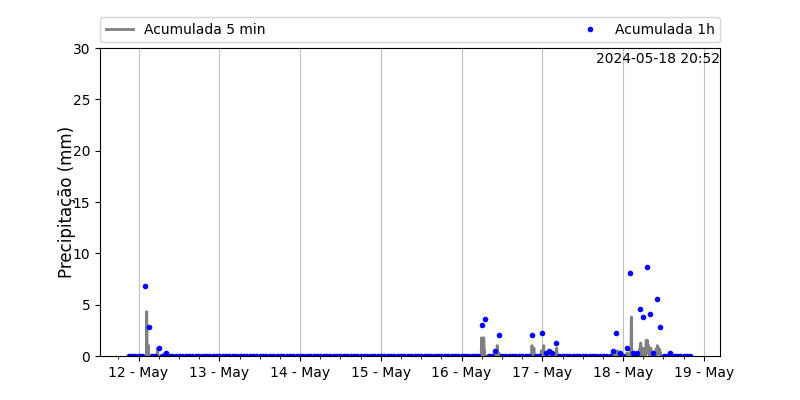 Acumulada 5 min
Acumulada 1h
2024-05-18 20:52
Precipitação (mm)
30
25
20
15
10
5
0
12 - May 13 - May 14 - May 15 - May 16 - May 17 - May 18 - May 19 - May